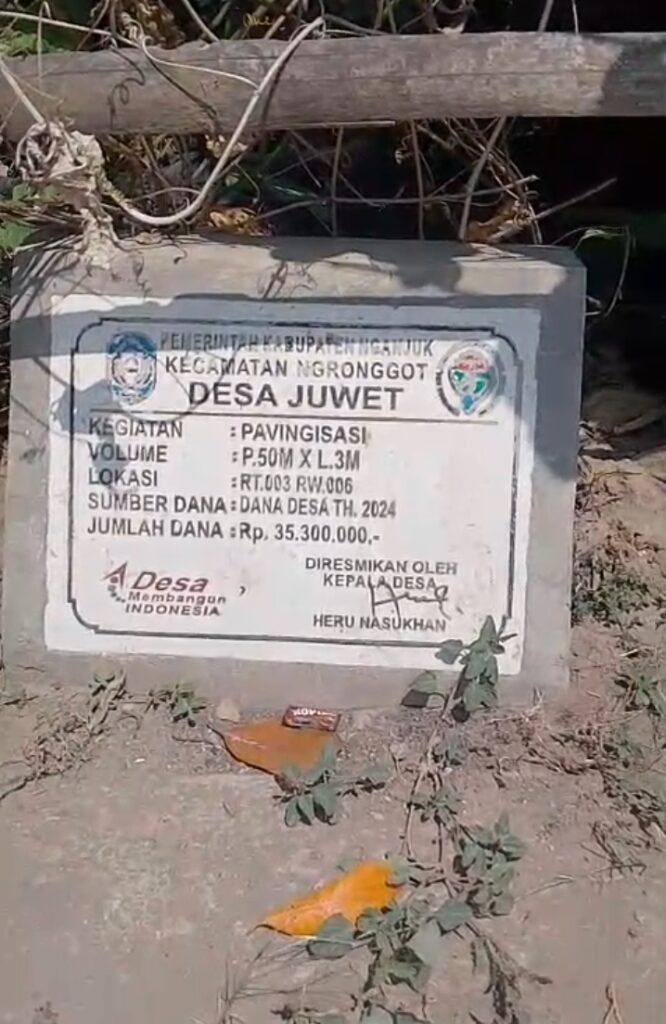 PEMERINTAH KABUPATEN NGANJUK
KECAMATAN NGRONGGOT
DESA JUWET
KEGIATAN : PAVINGISASI
VOLUME : P.50M X L.3M
LOKASI : RT.003 RW.006
SUMBER DANA : DANA DESA TH. 2024
JUMLAH DANA : Rp. 35.300.000,-
Desa
Membangun
INDONESIA
DIRESMIKAN OLEH
KEPALA DESA
HERU NASUKHAN